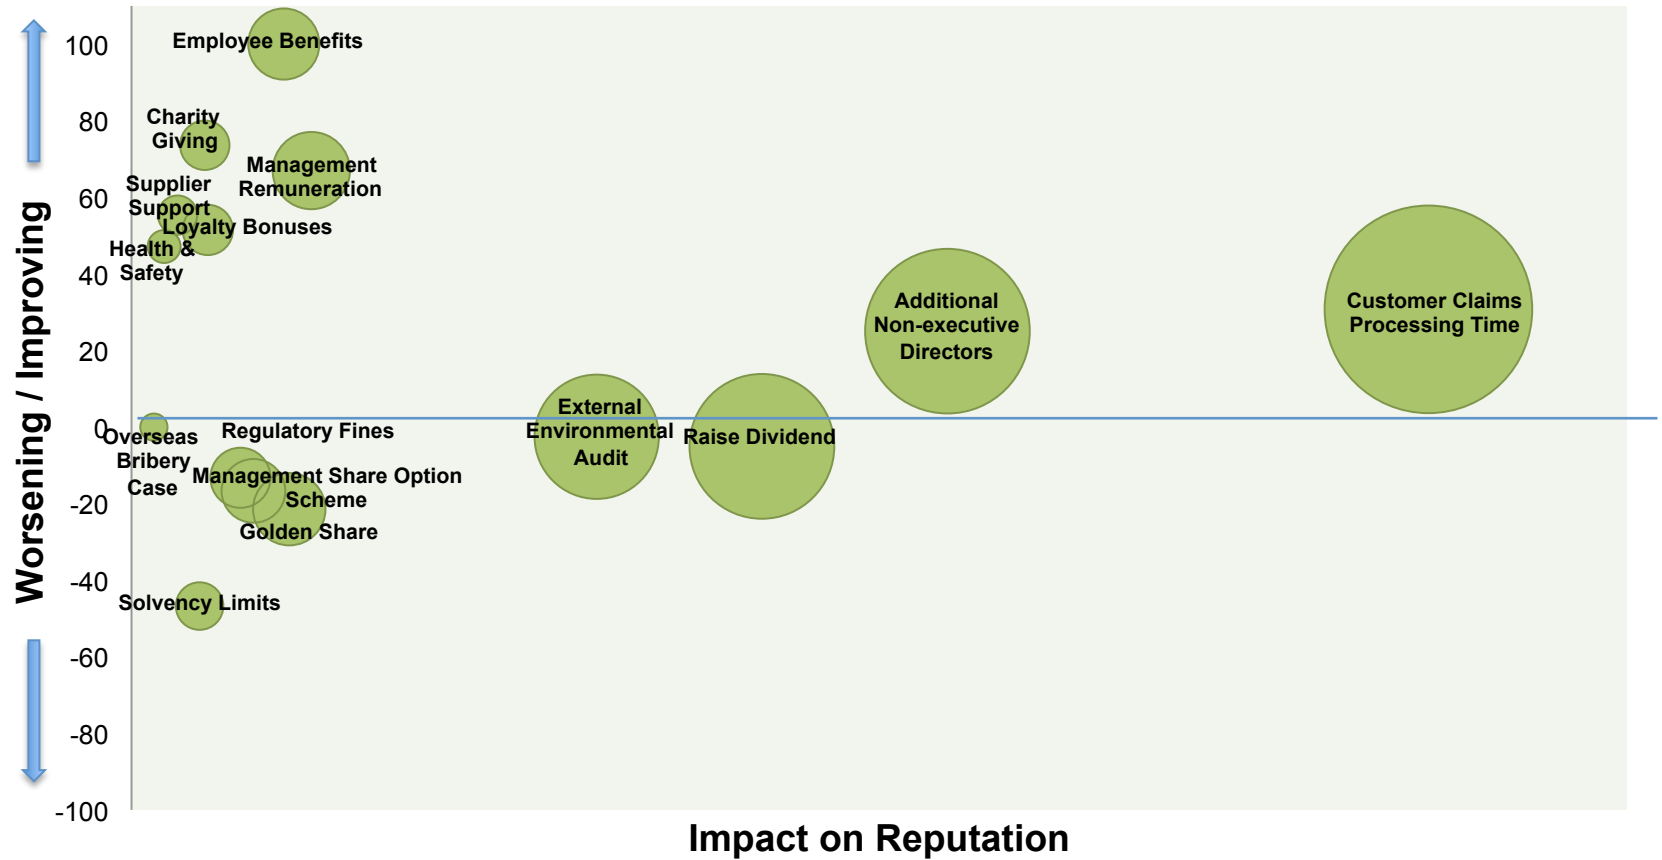 Worsening / Improving
100
80
60
40
20
0
-20
-40
-60
-80
-100
Employee Benefits
Charity
Giving
Management
Remuneration
Supplier
Support
Loyalty Bonuses
Health &
Safety
Additional
Non-executive
Directors
Customer Claims
Processing Time
External
Environmental
Audit
Raise Dividend
Overseas
Bribery
Case
Regulatory Fines
Management Share Option
Scheme
Golden Share
Solvency Limits
Impact on Reputation